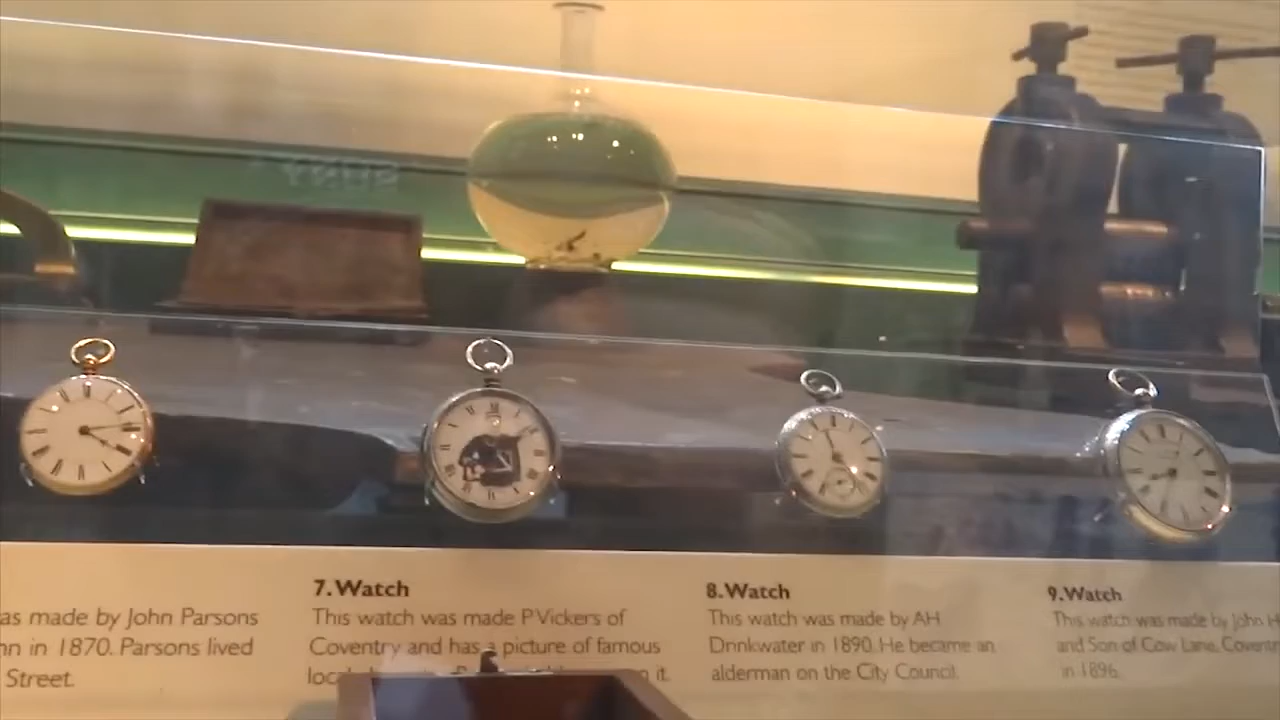 as made by John Parsons
in 1870. Parsons lived
Street.
7. Watch
This watch was made P Vickers of
Coventry and has a picture of famous
it.
8. Watch
This watch was made by AH
Drinkwater in 1890. He became an
alderman on the City Council.
9. Watch
This watch was made by John H
and Son of Cow Lane, Coventr
in 1896.